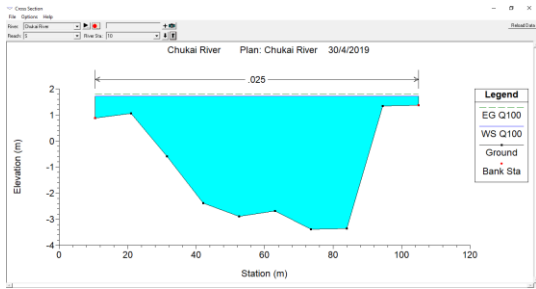 Cross Section
File Options Help
River: Chukai River
Reload Data
Reach: 5 River Sta.: 10
Chukai River Plan: Chukai River 30/4/2019
.025
Legend
EG Q100
WS Q100
Ground
Bank Sta
Elevation (m)
2
1
0
-1
-2
-3
-4
0 20 40 60 80 100 120
Station (m)